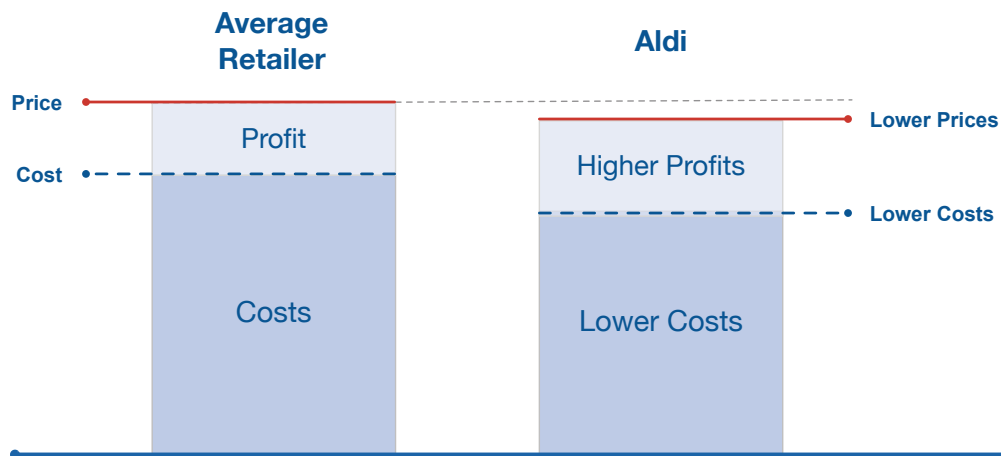 Average
Retailer
Aldi
Price
Lower Prices
Profit
Higher Profits
Cost
Lower Costs
Costs
Lower Costs